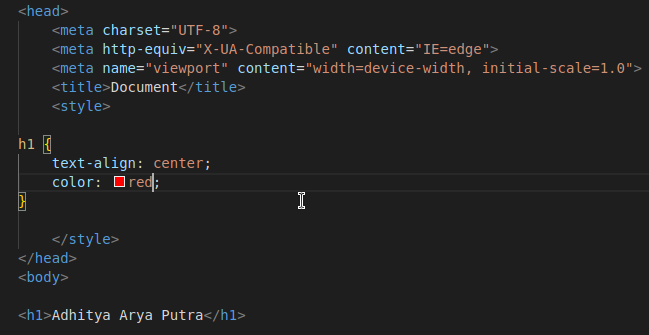 <head>
<meta charset="UTF-8">
<meta http-equiv="X-UA-Compatible" content="IE=edge">
<meta name="viewport" content="width=device-width, initial-scale=1.0">
<title>Document</title>
<style>
h1 {
text-align: center;
color: red;
}
</style>
</head>
<body>
<h1>Adhitya Arya Putra</h1>